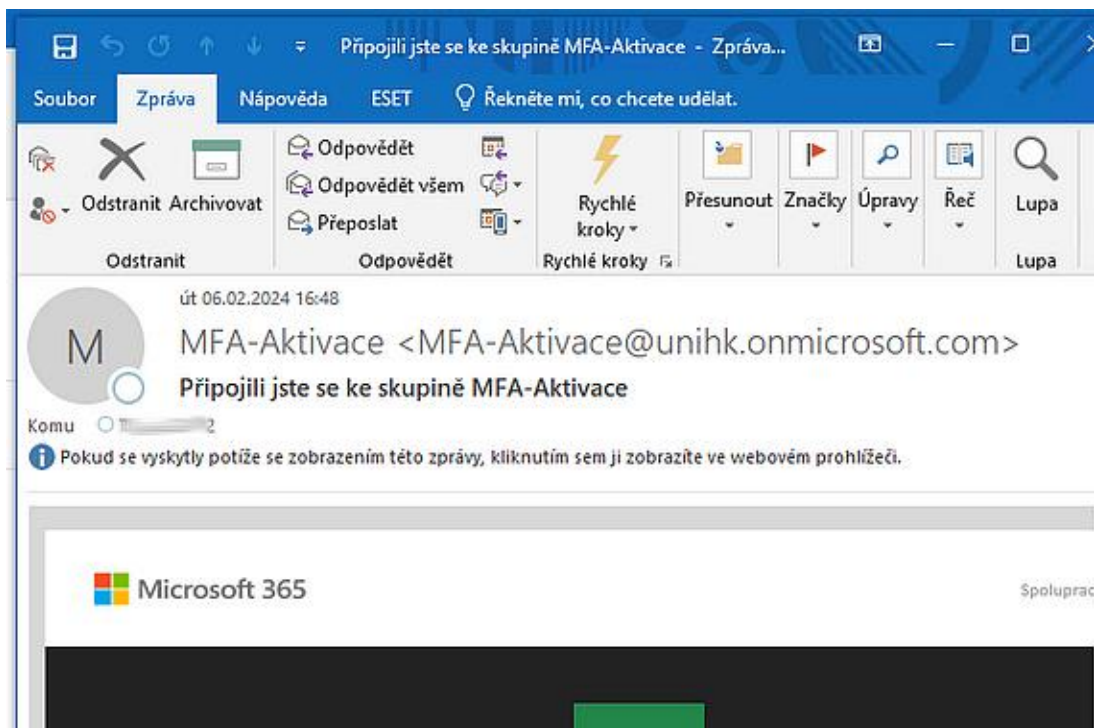 Připojili jste se ke skupině MFA-Aktivace - Zpráva...
Soubor Zpráva Nápověda ESET Řekněte mi, co chcete udělat.
Odstranit Archivovat
Odpovědět
Odpovědět všem
Přeposlat
Rychlé kroky
Přesunout Značky Úpravy Řeč Lupa
Odstranit Odpovědět Rychlé kroky Lupa
út 06.02.2024 16:48
M
MFA-Aktivace <MFA-Aktivace@unihk.onmicrosoft.com>
Připojili jste se ke skupině MFA-Aktivace
Komu
Pokud se vyskytly potíže se zobrazením této zprávy, kliknutím sem ji zobrazíte ve webovém prohlížeči.
Microsoft 365 Spoluprac